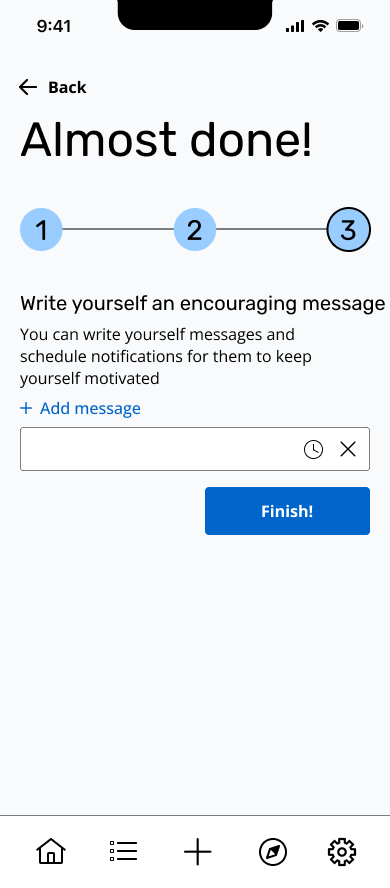 9:41
Back
Almost done!
1 2 3
Write yourself an encouraging message
You can write yourself messages and
schedule notifications for them to keep
yourself motivated
+ Add message
Finish!